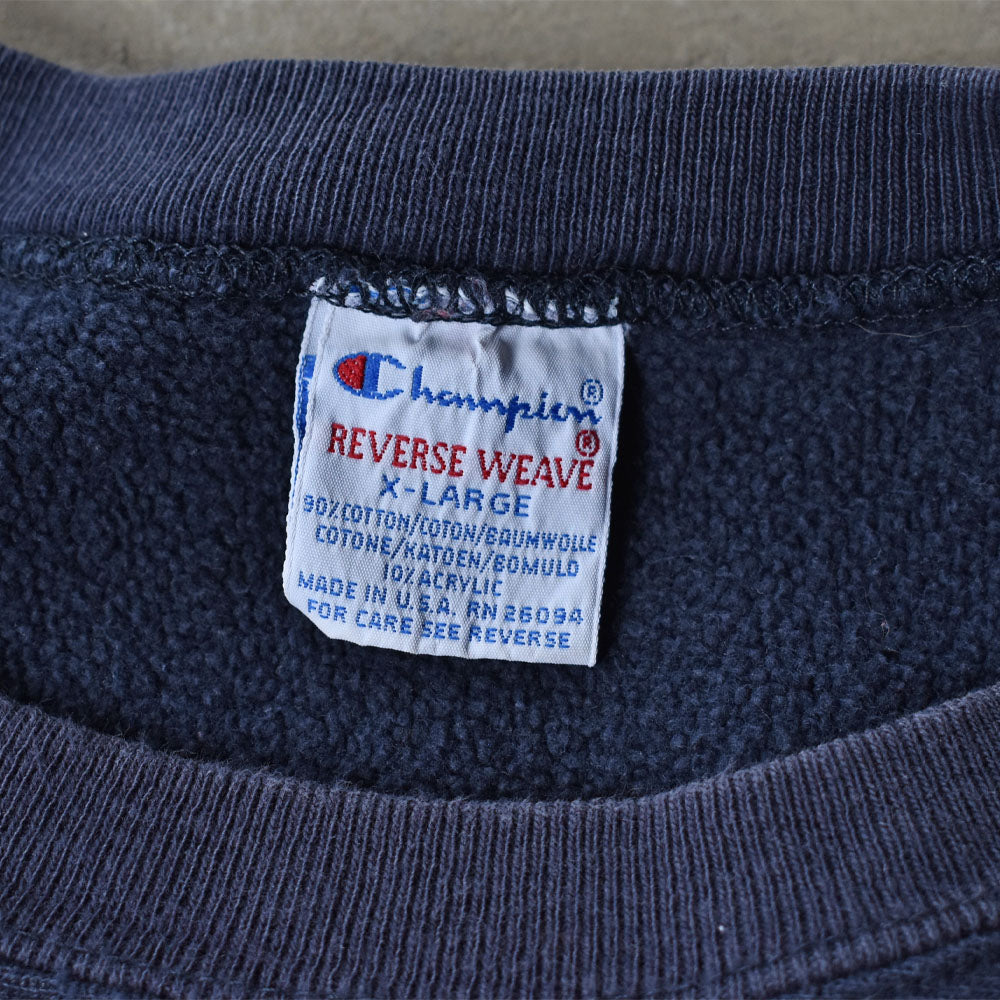 Champion®
REVERSE WEAVE®
X-LARGE
90% COTTON/COTON/BAUMWOLLE
COTONE/KATOEN/BOMULD
10% ACRYLIC
MADE IN U.S.A. RN 26094
FOR CARE SEE REVERSE